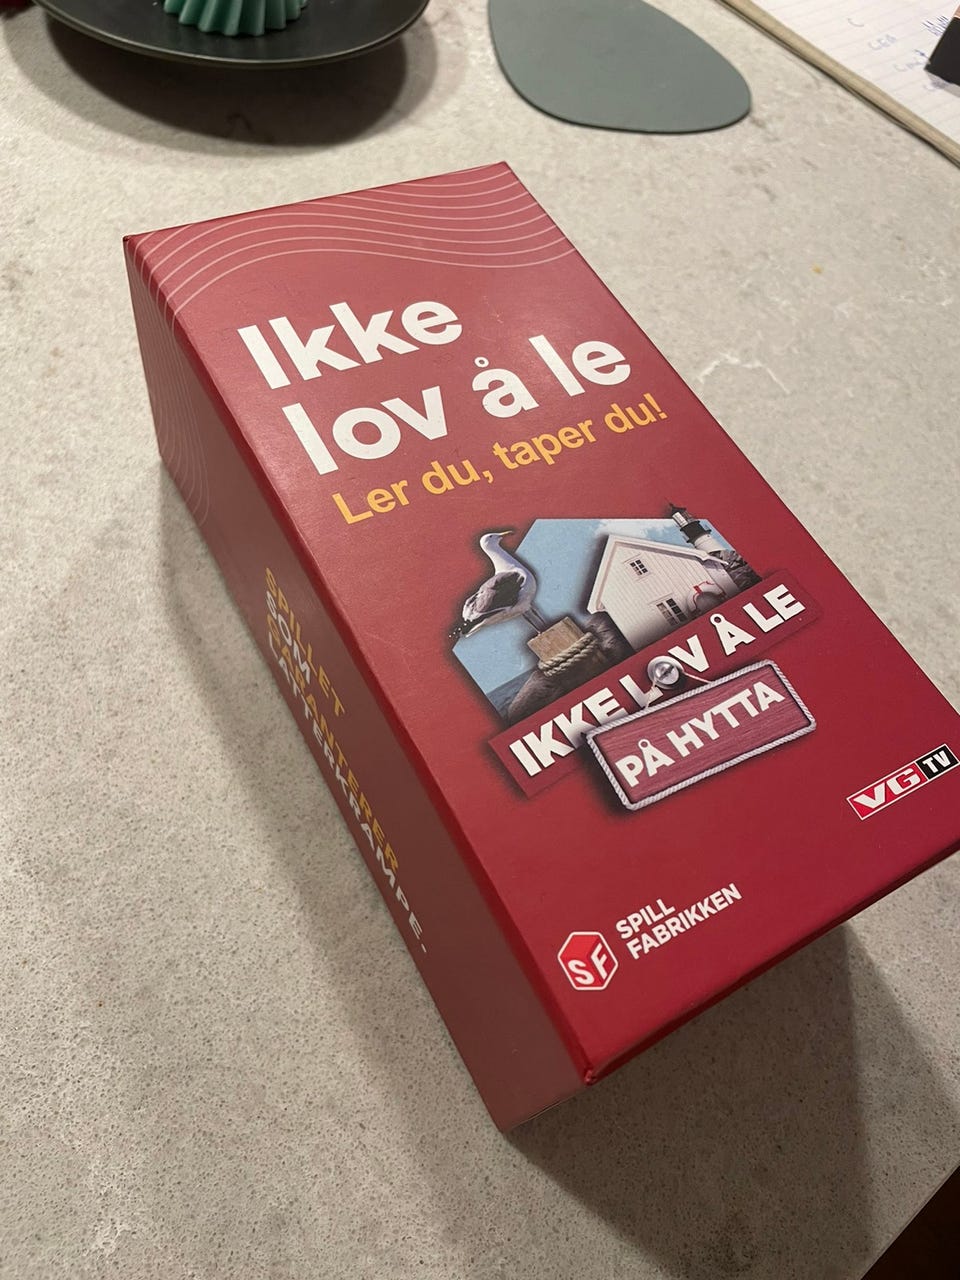 Ikke
lov å le
Ler du, taper du!
IKKE LOV Å LE
PÅ HYTTA
VG TV
SF
SPILL
FABRIKKEN
SPILLET
SOM
GARANTERER
LATTERKRAMPE.